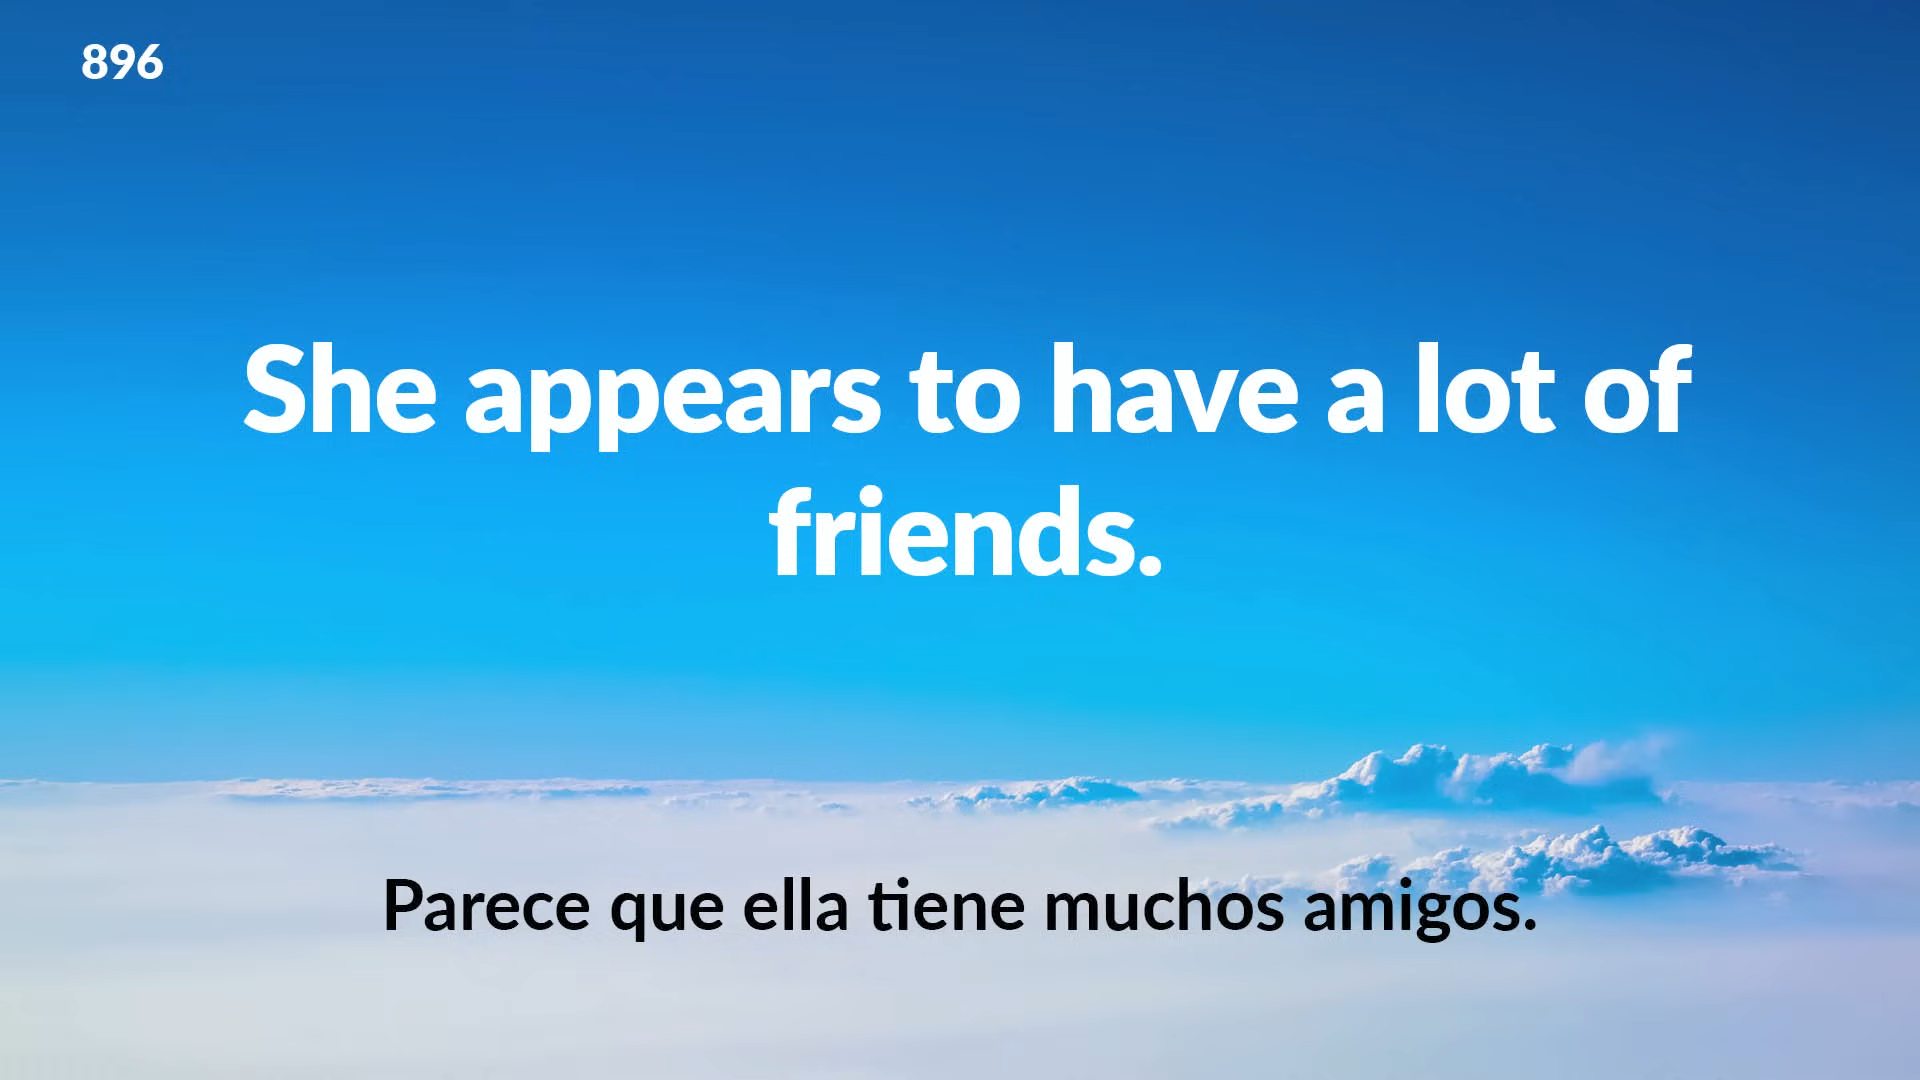 896
She appears to have a lot of
friends.
Parece que ella tiene muchos amigos.